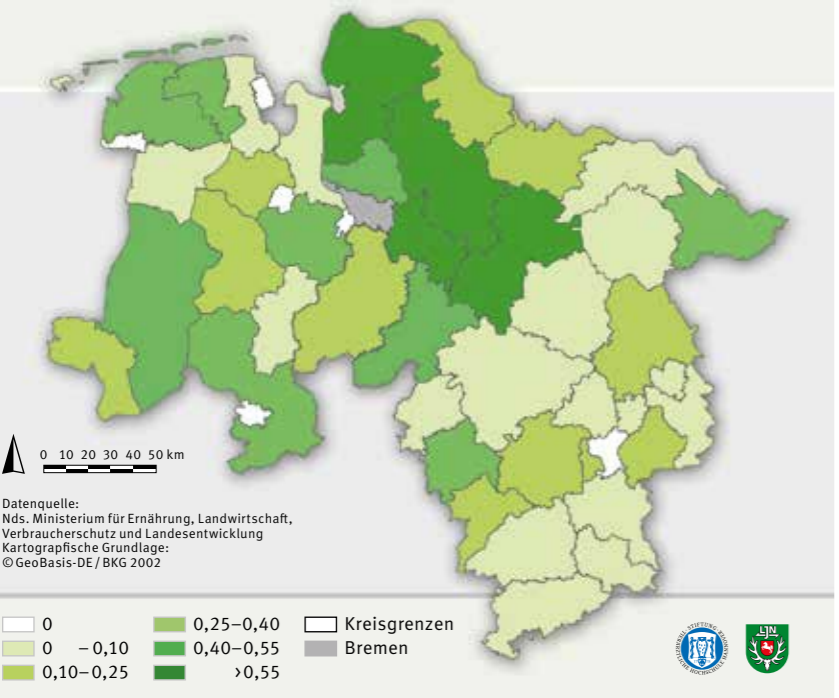 0 10 20 30 40 50 km
Datenquelle:
Nds. Ministerium für Ernährung, Landwirtschaft,
Verbraucherschutz und Landesentwicklung
Kartografische Grundlage:
© GeoBasis-DE / BKG 2002
0
0 –0,10
0,10–0,25
0,25–0,40
0,40–0,55
>0,55
Kreisgrenzen
Bremen
STIFTUNG
LJN